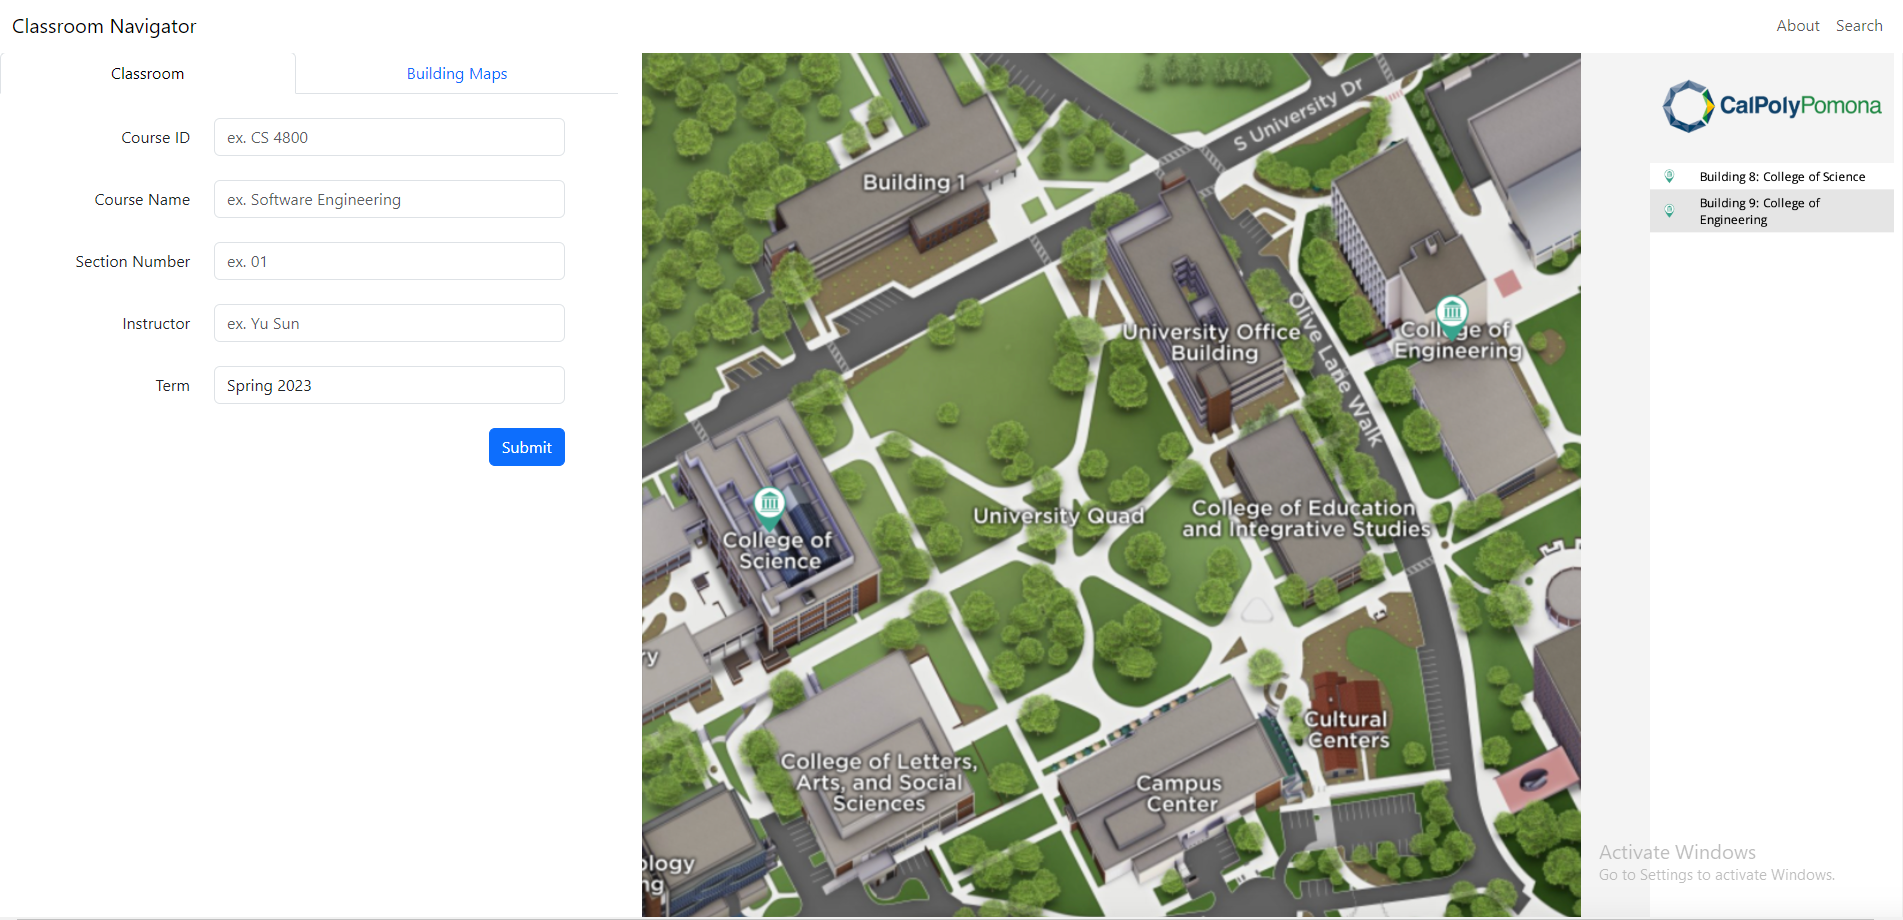 Classroom Navigator
About
Search
Classroom
Building Maps
Course ID
ex. CS 4800
Course Name
ex. Software Engineering
Section Number
ex. 01
Instructor
ex. Yu Sun
Term
Spring 2023
Submit
S University Dr
Building 1
University Office
Building
Olive Lane Walk
College of
Engineering
College of
Science
University Quad
College of Education
and Integrative Studies
ry
Cultural
Centers
College of Letters,
Arts, and Social
Sciences
Campus
Center
ology
ng
CalPolyPomona
Building 8: College of Science
Building 9: College of
Engineering
Activate Windows
Go to Settings to activate Windows.